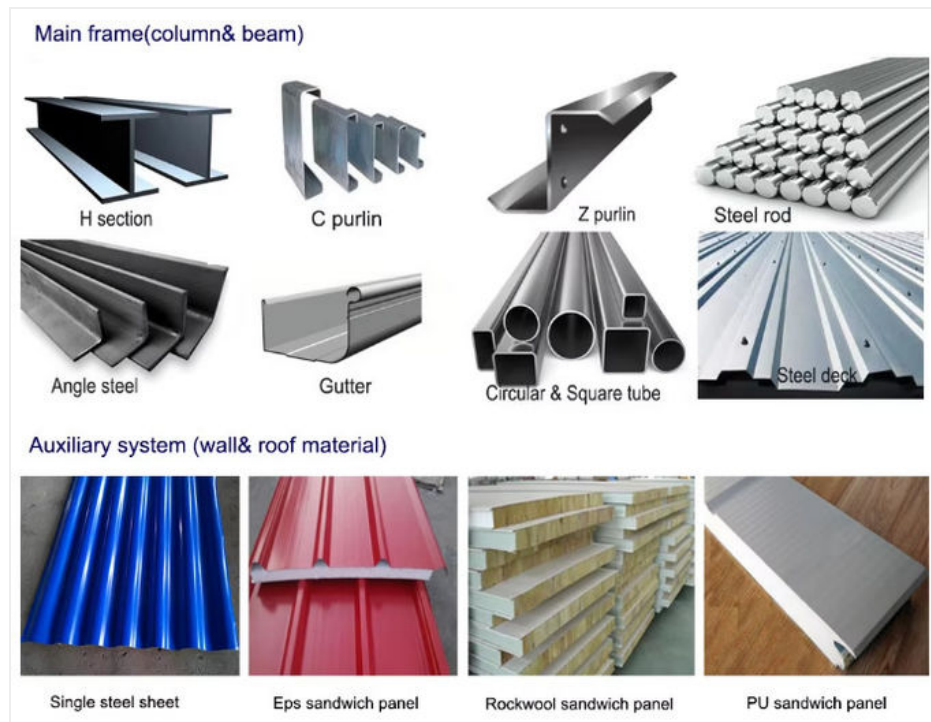 Main frame(column& beam)
H section
C purlin
Z purlin
Steel rod
Angle steel
Gutter
Circular & Square tube
Steel deck
Auxiliary system (wall& roof material)
Single steel sheet
Eps sandwich panel
Rockwool sandwich panel
PU sandwich panel